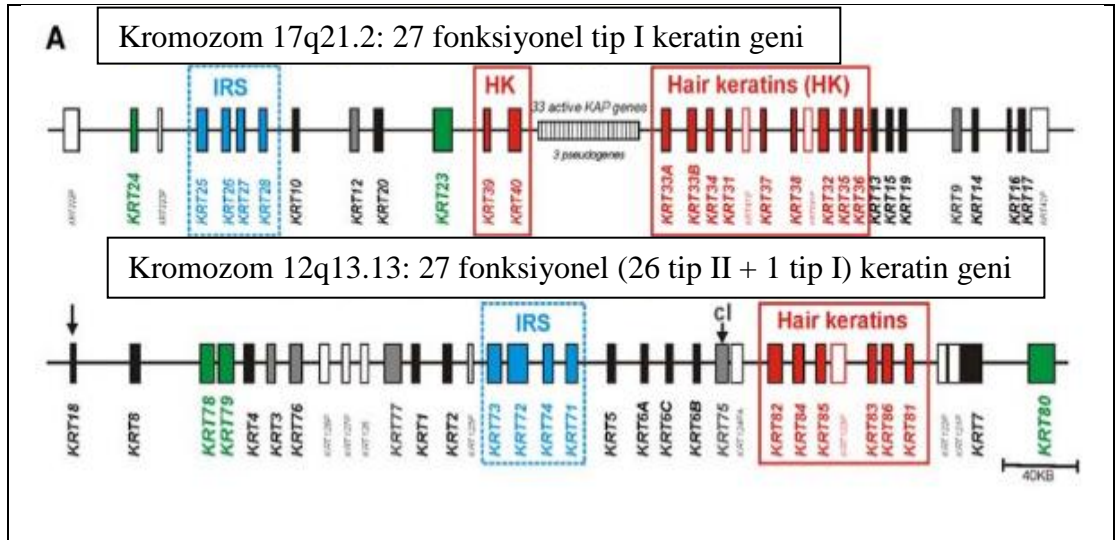 A
Kromozom 17q21.2: 27 fonksiyonel tip I keratin geni
IRS
HK
Hair keratins (HK)
33 active KAP genes
3 pseudogenes
KRT24 KRT25 KRT26 KRT27 KRT28 KRT10 KRT12 KRT20 KRT23 KRT39 KRT40 KRT33A KRT33B KRT34 KRT31 KRT37 KRT38 KRT32 KRT35 KRT36 KRT13 KRT15 KRT19 KRT9 KRT14 KRT16 KRT17 KRT42P
Kromozom 12q13.13: 27 fonksiyonel (26 tip II + 1 tip I) keratin geni
IRS
cl
Hair keratins
KRT18 KRT8 KRT78 KRT79 KRT4 KRT3 KRT76 KRT77 KRT1 KRT2 KRT73 KRT72 KRT74 KRT71 KRT5 KRT6A KRT6C KRT6B KRT75 KRT82 KRT84 KRT85 KRT83 KRT86 KRT81 KRT7 KRT80
40KB